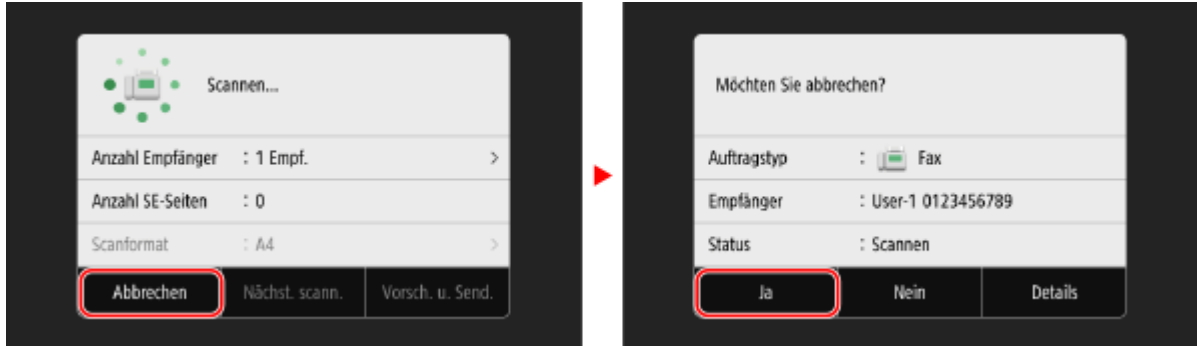 Scannen...
Anzahl Empfänger : 1 Empf. >
Anzahl SE-Seiten : 0
Scanformat : A4 >
Abbrechen Nächst. scann. Vorsch. u. Send.
Möchten Sie abbrechen?
Auftragstyp : Fax
Empfänger : User-1 0123456789
Status : Scannen
Ja Nein Details